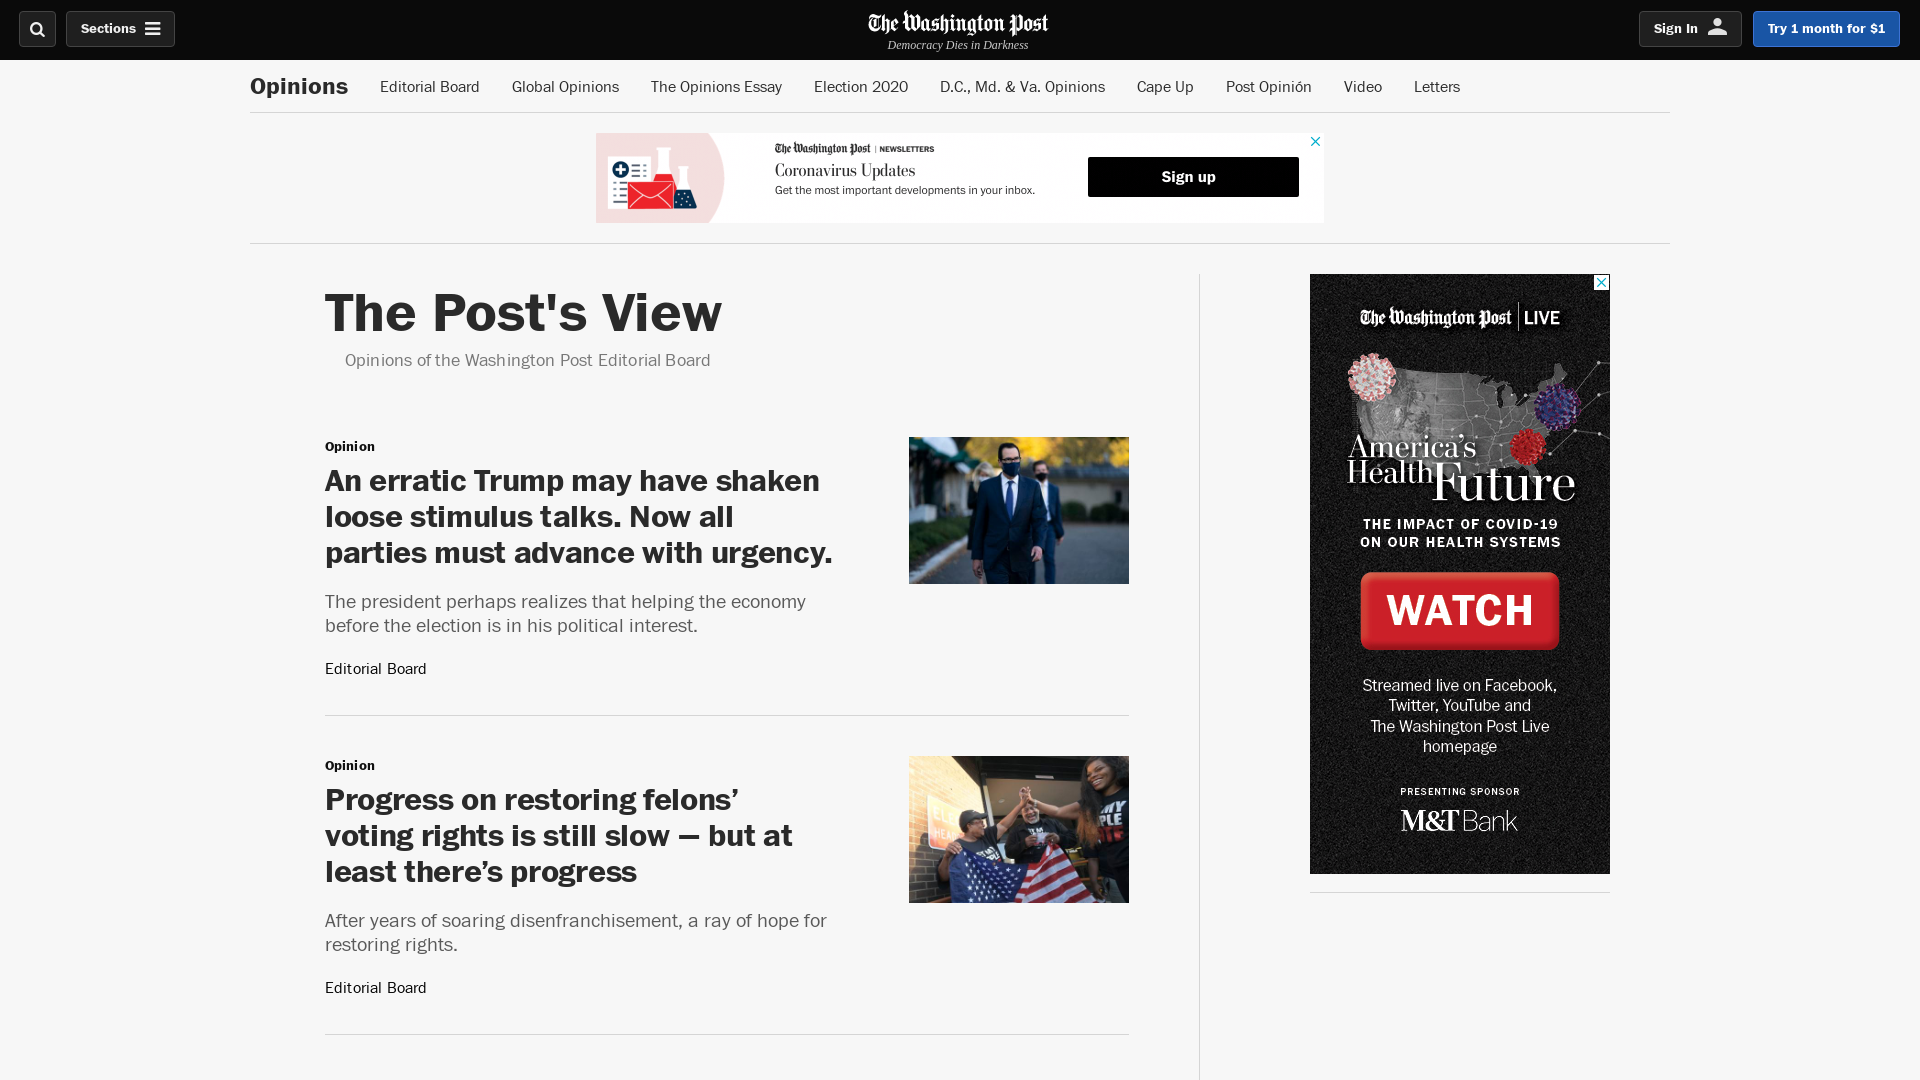 Sections
The Washington Post
Democracy Dies in Darkness
Sign In
Try 1 month for $1
Opinions
Editorial Board
Global Opinions
The Opinions Essay
Election 2020
D.C., Md. & Va. Opinions
Cape Up
Post Opinión
Video
Letters
The Washington Post | NEWSLETTERS
Coronavirus Updates
Get the most important developments in your inbox.
Sign up
The Post's View
Opinions of the Washington Post Editorial Board
Opinion
An erratic Trump may have shaken
loose stimulus talks. Now all
parties must advance with urgency.
The president perhaps realizes that helping the economy
before the election is in his political interest.
Editorial Board
Opinion
Progress on restoring felons’
voting rights is still slow — but at
least there’s progress
After years of soaring disenfranchisement, a ray of hope for
restoring rights.
Editorial Board
The Washington Post | LIVE
America's
Health Future
THE IMPACT OF COVID-19
ON OUR HEALTH SYSTEMS
WATCH
Streamed live on Facebook,
Twitter, YouTube and
The Washington Post Live
homepage
PRESENTING SPONSOR
M&T Bank